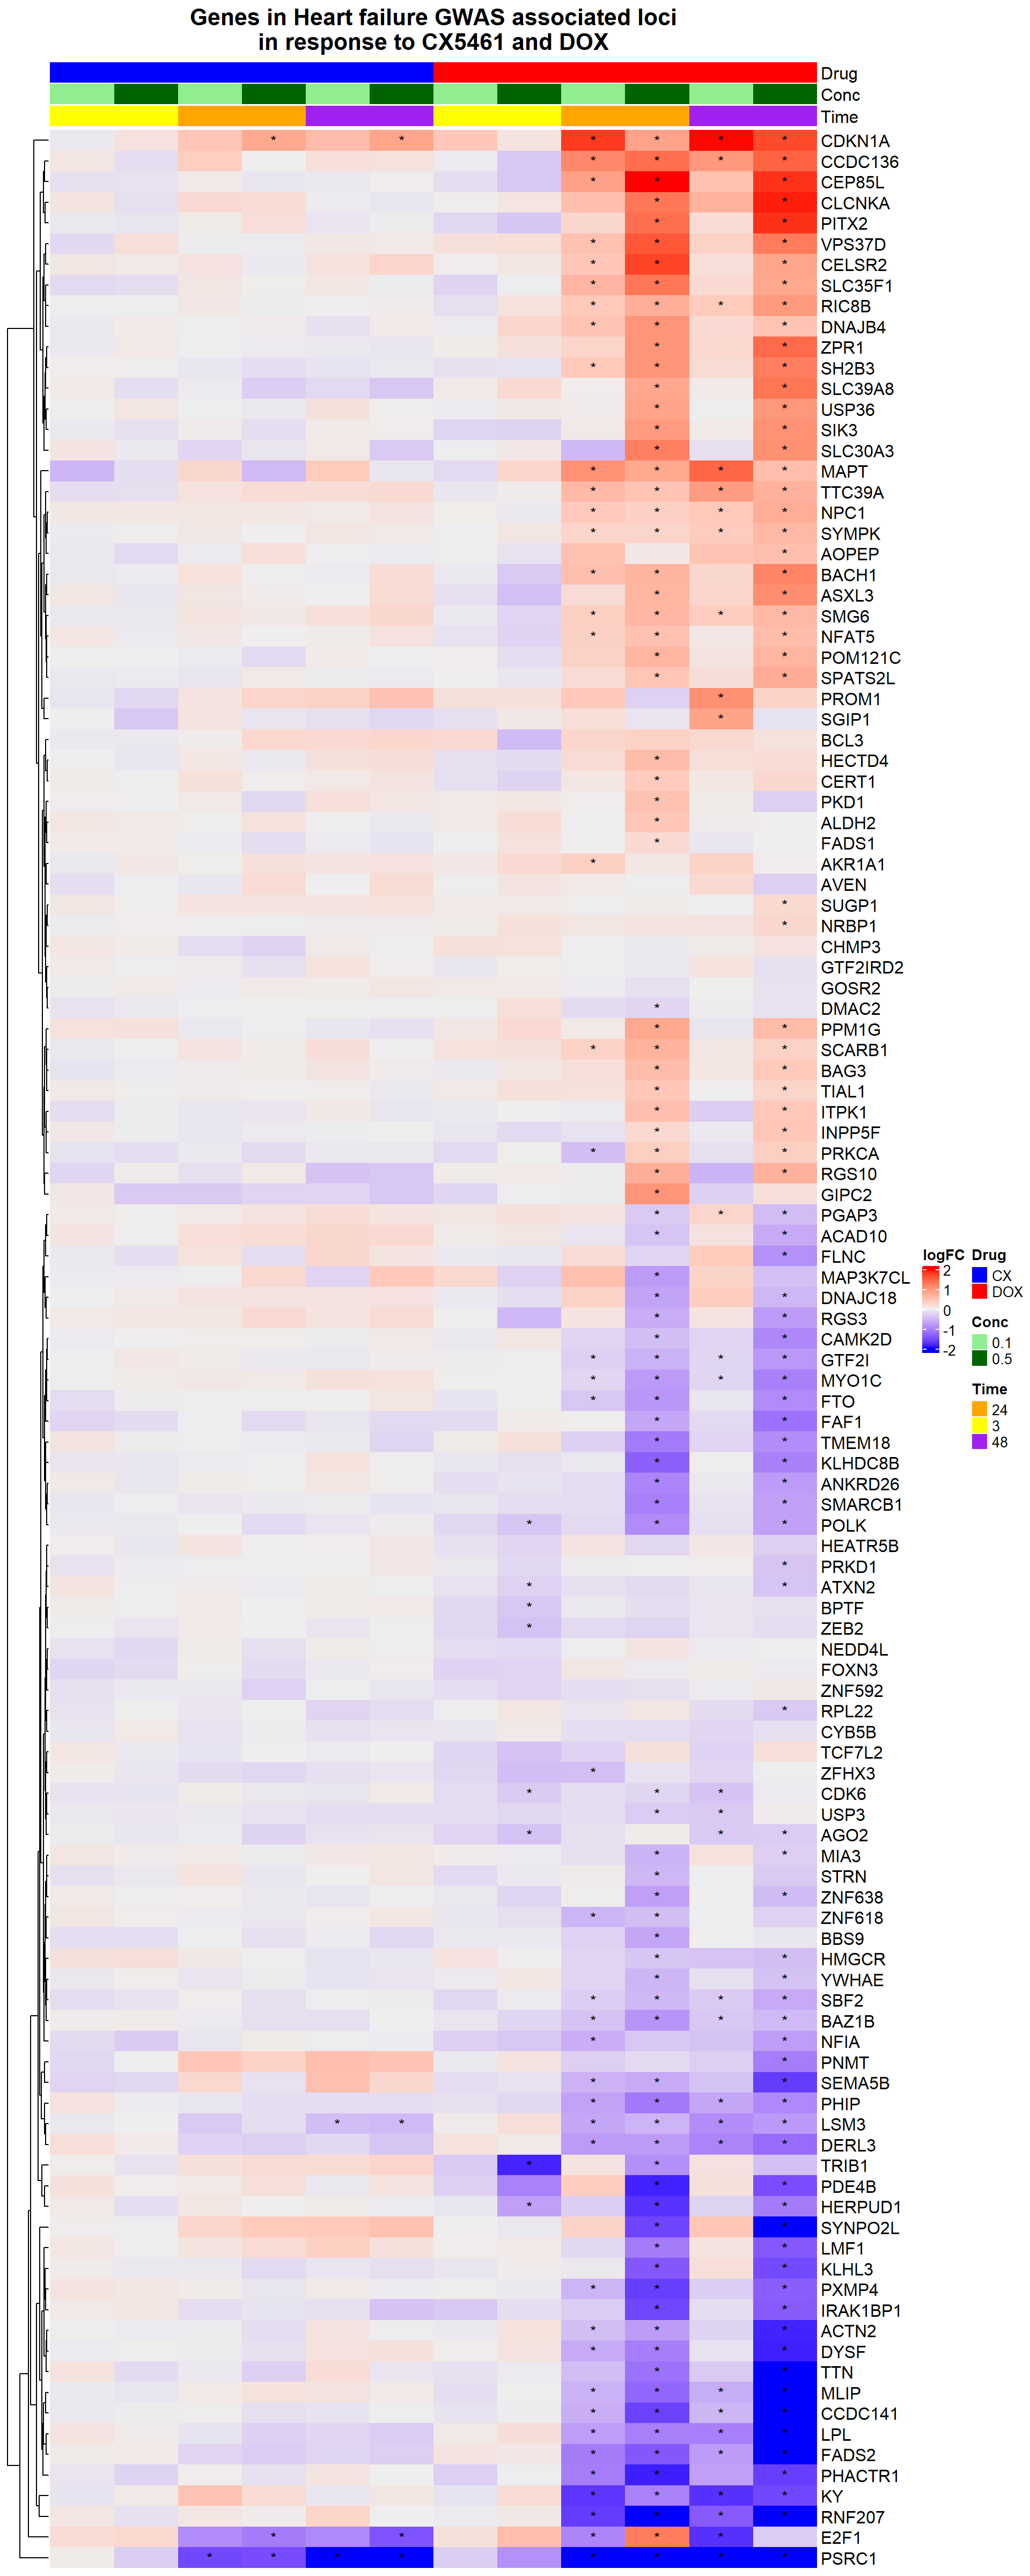 Genes in Heart failure GWAS associated loci
in response to CX5461 and DOX
Drug
Conc
Time
CDKN1A
CCDC136
CEP85L
CLCNKA
PITX2
VPS37D
CELSR2
SLC35F1
RIC8B
DNAJB4
ZPR1
SH2B3
SLC39A8
USP36
SIK3
SLC30A3
MAPT
TTC39A
NPC1
SYMPK
AOPEP
BACH1
ASXL3
SMG6
NFAT5
POM121C
SPATS2L
PROM1
SGIP1
BCL3
HECTD4
CERT1
PKD1
ALDH2
FADS1
AKR1A1
AVEN
SUGP1
NRBP1
CHMP3
GTF2IRD2
GOSR2
DMAC2
PPM1G
SCARB1
BAG3
TIAL1
ITPK1
INPP5F
PRKCA
RGS10
GIPC2
PGAP3
ACAD10
FLNC
MAP3K7CL
DNAJC18
RGS3
CAMK2D
GTF2I
MYO1C
FTO
FAF1
TMEM18
KLHDC8B
ANKRD26
SMARCB1
POLK
HEATR5B
PRKD1
ATXN2
BPTF
ZEB2
NEDD4L
FOXN3
ZNF592
RPL22
CYB5B
TCF7L2
ZFHX3
CDK6
USP3
AGO2
MIA3
STRN
ZNF638
ZNF618
BBS9
HMGCR
YWHAE
SBF2
BAZ1B
NFIA
PNMT
SEMA5B
PHIP
LSM3
DERL3
TRIB1
PDE4B
HERPUD1
SYNPO2L
LMF1
KLHL3
PXMP4
IRAK1BP1
ACTN2
DYSF
TTN
MLIP
CCDC141
LPL
FADS2
PHACTR1
KY
RNF207
E2F1
PSRC1
logFC
2
1
0
-1
-2
Drug
CX
DOX
Conc
0.1
0.5
Time
24
3
48